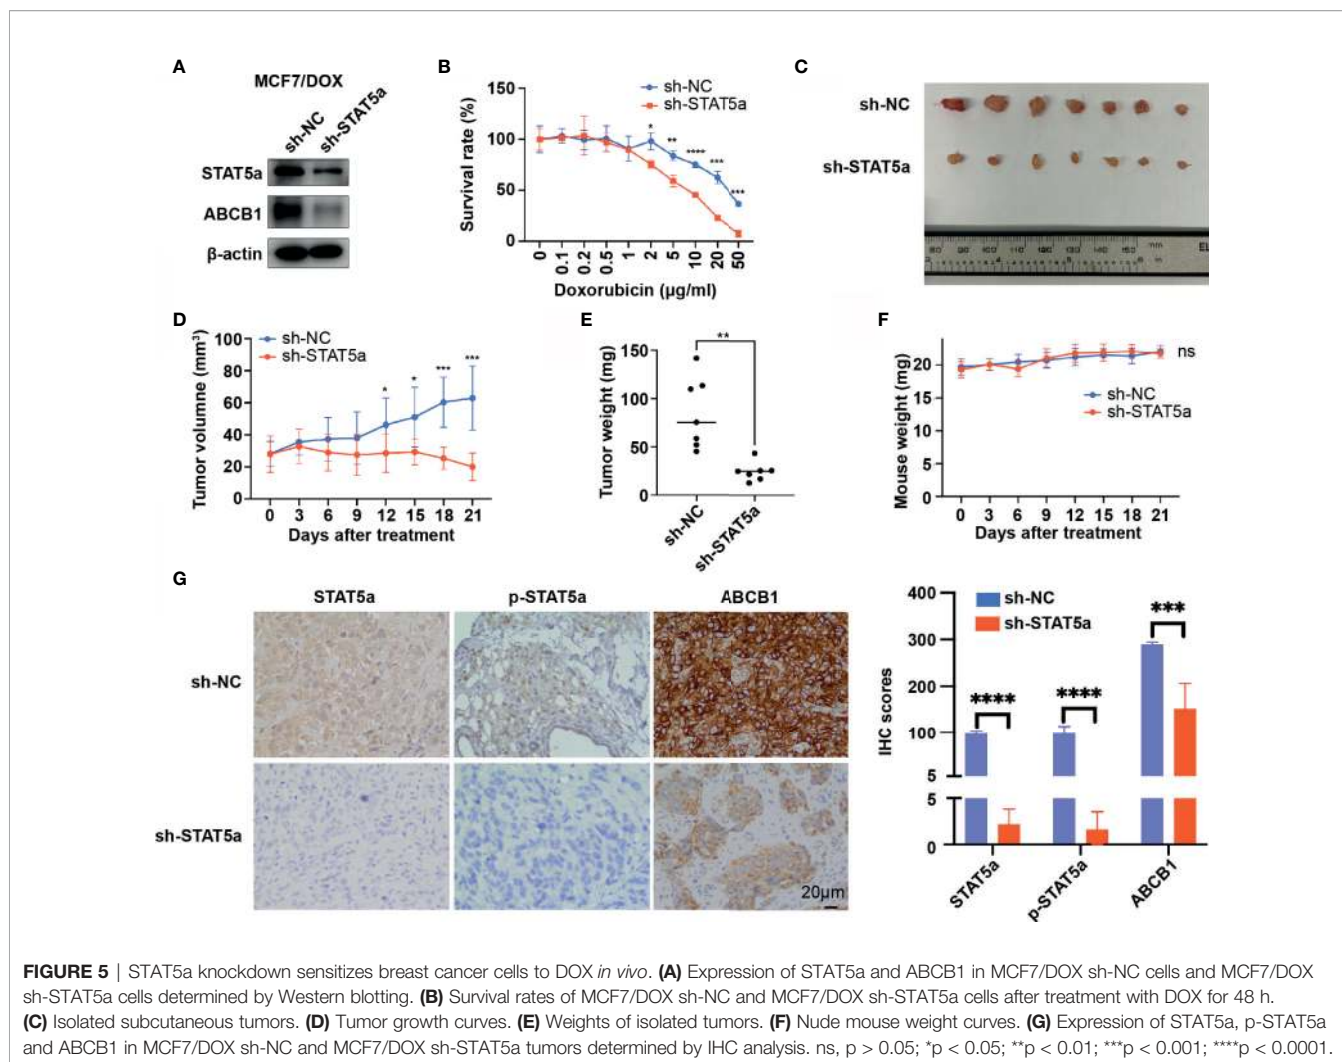 A
MCF7/DOX
sh-NC
sh-STAT5a
STAT5a
ABCB1
β-actin
B
150
100
50
0
Survival rate (%)
sh-NC
sh-STAT5a
*
**
****
***
***
0
0.1
0.2
0.5
1
2
5
10
20
50
Doxorubicin (µg/ml)
C
sh-NC
sh-STAT5a
D
100
80
60
40
20
0
Tumor volumne (mm³)
sh-NC
sh-STAT5a
*
*
***
***
0 3 6 9 12 15 18 21
Days after treatment
E
**
150
100
50
0
Tumor weight (mg)
sh-NC
sh-STAT5a
F
20
15
10
5
0
Mouse weight (mg)
ns
sh-NC
sh-STAT5a
0 3 6 9 12 15 18 21
Days after treatment
G
STAT5a p-STAT5a ABCB1
sh-NC
sh-STAT5a
20µm
400
300
200
100
5
5
0
IHC scores
sh-NC
sh-STAT5a
****
****
***
STAT5a
p-STAT5a
ABCB1
FIGURE 5 | STAT5a knockdown sensitizes breast cancer cells to DOX in vivo. (A) Expression of STAT5a and ABCB1 in MCF7/DOX sh-NC cells and MCF7/DOX
sh-STAT5a cells determined by Western blotting. (B) Survival rates of MCF7/DOX sh-NC and MCF7/DOX sh-STAT5a cells after treatment with DOX for 48 h.
(C) Isolated subcutaneous tumors. (D) Tumor growth curves. (E) Weights of isolated tumors. (F) Nude mouse weight curves. (G) Expression of STAT5a, p-STAT5a
and ABCB1 in MCF7/DOX sh-NC and MCF7/DOX sh-STAT5a tumors determined by IHC analysis. ns, p > 0.05; *p < 0.05; **p < 0.01; ***p < 0.001; ****p < 0.0001.